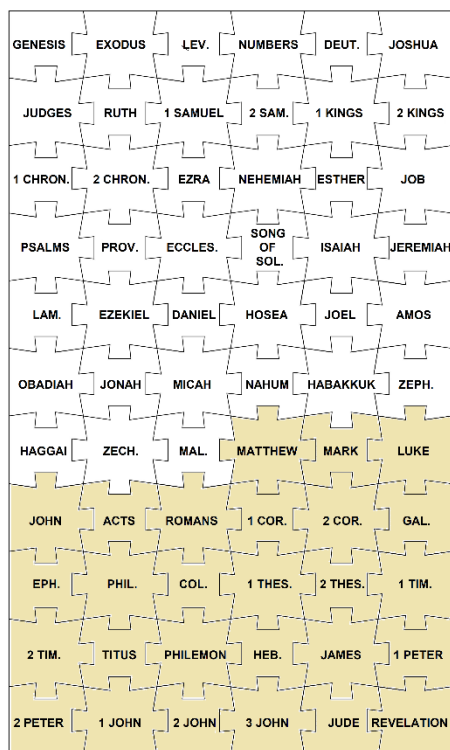 GENESIS EXODUS LEV. NUMBERS DEUT. JOSHUA
JUDGES RUTH 1 SAMUEL 2 SAM. 1 KINGS 2 KINGS
1 CHRON. 2 CHRON. EZRA NEHEMIAH ESTHER JOB
PSALMS PROV. ECCLES. SONG OF SOL. ISAIAH JEREMIAH
LAM. EZEKIEL DANIEL HOSEA JOEL AMOS
OBADIAH JONAH MICAH NAHUM HABAKKUK ZEPH.
HAGGAI ZECH. MAL. MATTHEW MARK LUKE
JOHN ACTS ROMANS 1 COR. 2 COR. GAL.
EPH. PHIL. COL. 1 THES. 2 THES. 1 TIM.
2 TIM. TITUS PHILEMON HEB. JAMES 1 PETER
2 PETER 1 JOHN 2 JOHN 3 JOHN JUDE REVELATION